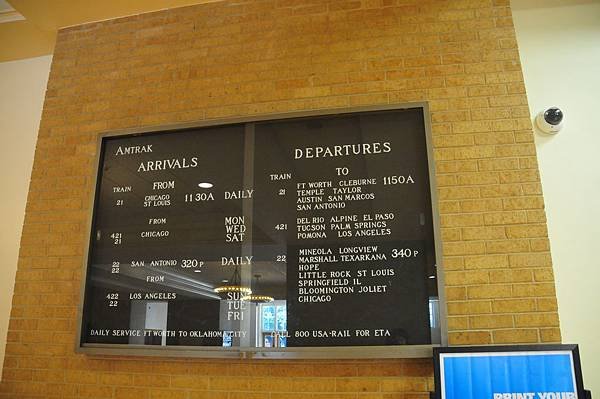 AMTRAK
ARRIVALS
TRAIN FROM
21 CHICAGO 1130A DAILY
ST LOUIS
FROM MON
421 CHICAGO WED
21 SAT
22 SAN ANTONIO 320P DAILY
22
FROM
422 LOS ANGELES SUN
22 TUE
FRI
DAILY SERVICE FT WORTH TO OKLAHOMA CITY
DEPARTURES
TRAIN TO
21 FT WORTH CLEBURNE 1150A
TEMPLE TAYLOR
AUSTIN SAN MARCOS
SAN ANTONIO
DEL RIO ALPINE EL PASO
421 TUCSON PALM SPRINGS
POMONA LOS ANGELES
22 MINEOLA LONGVIEW 340P
MARSHALL TEXARKANA
HOPE
LITTLE ROCK ST LOUIS
SPRINGFIELD IL
BLOOMINGTON JOLIET
CHICAGO
CALL 800 USA-RAIL FOR ETA
PRINT YOUR